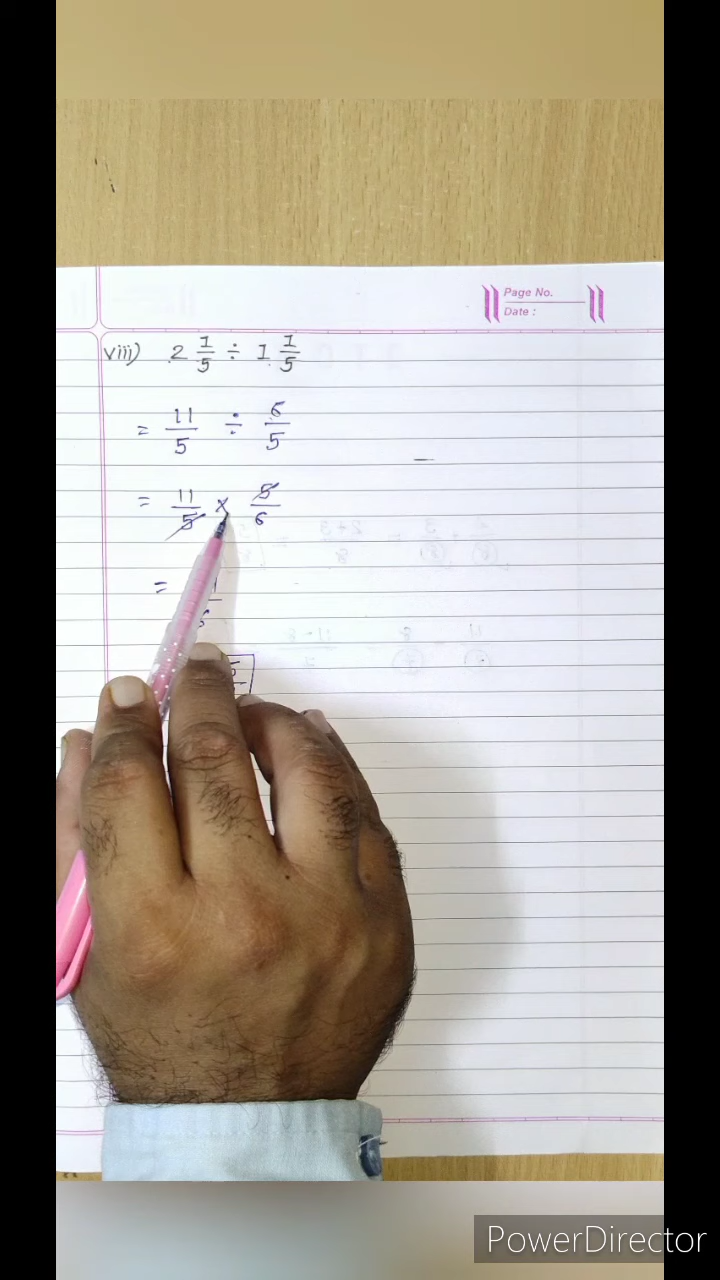 Page No.
Date :
viii) 2 1/5 ÷ 1 1/5
= 11/5 ÷ 6/5
= 11/5 × 5/6
=
PowerDirector